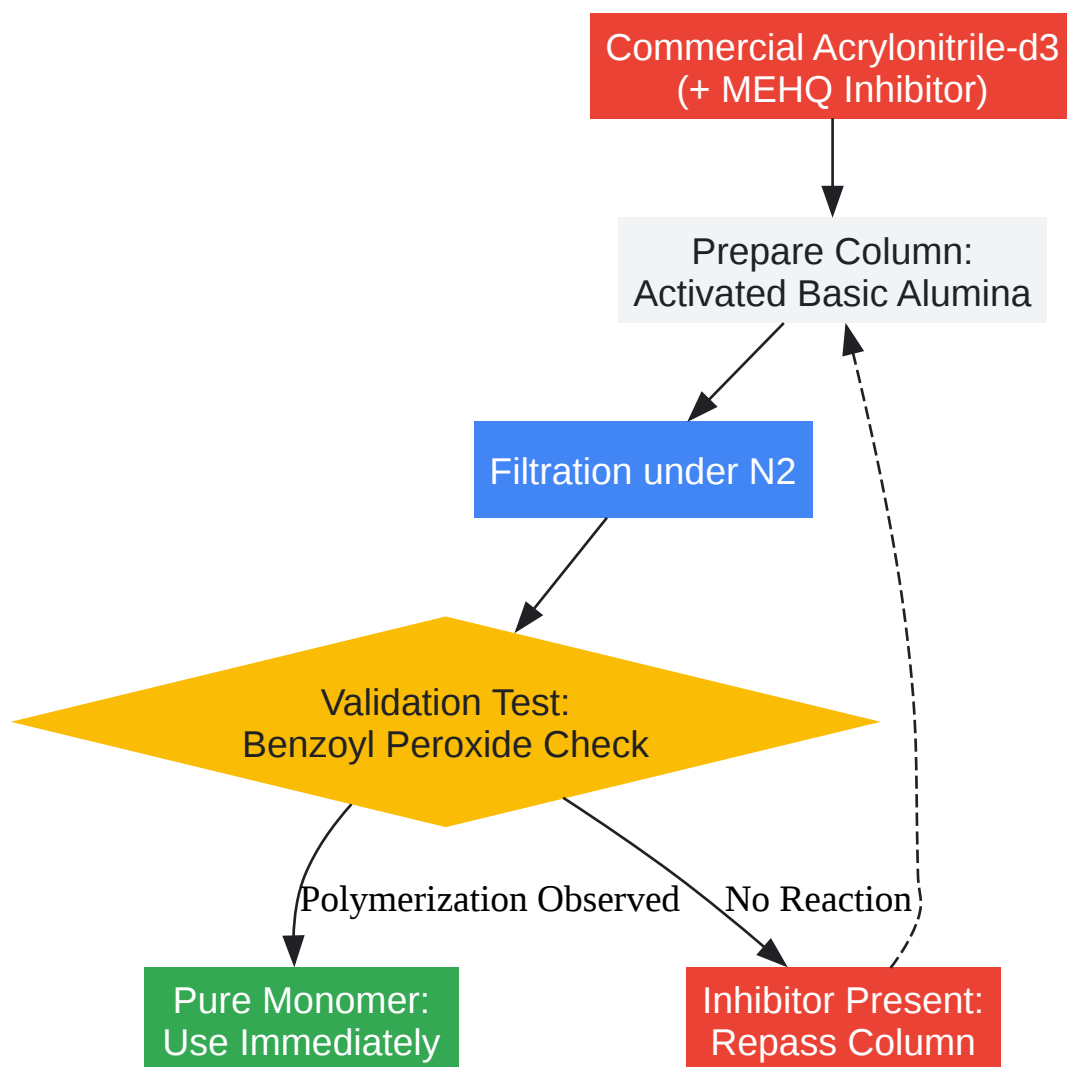 Commercial Acrylonitrile-d3
(+ MEHQ Inhibitor)
Prepare Column:
Activated Basic Alumina
Filtration under N2
Validation Test:
Benzoyl Peroxide Check
Polymerization Observed
No Reaction
Pure Monomer:
Use Immediately
Inhibitor Present:
Repass Column